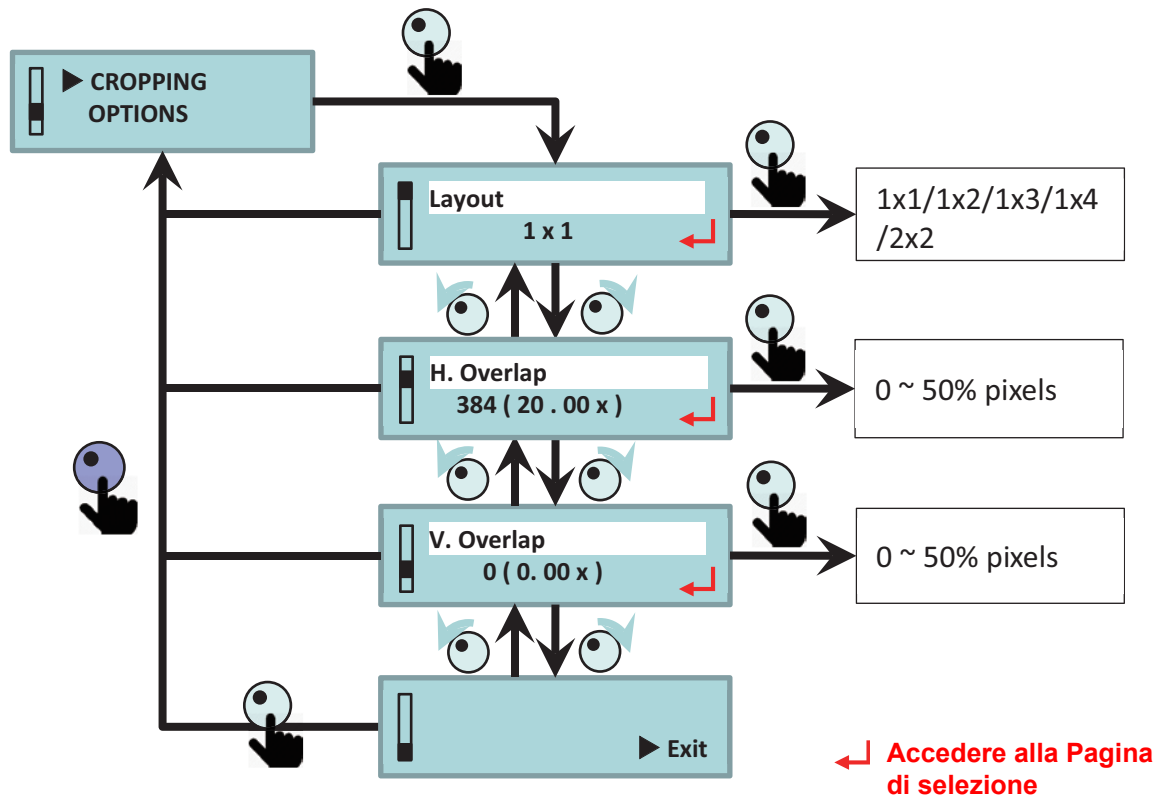 ▶ CROPPING
OPTIONS
Layout
1 x 1
1x1/1x2/1x3/1x4
/2x2
H. Overlap
384 ( 20 . 00 x )
0 ~ 50% pixels
V. Overlap
0 ( 0. 00 x )
0 ~ 50% pixels
▶ Exit
Accedere alla Pagina
di selezione